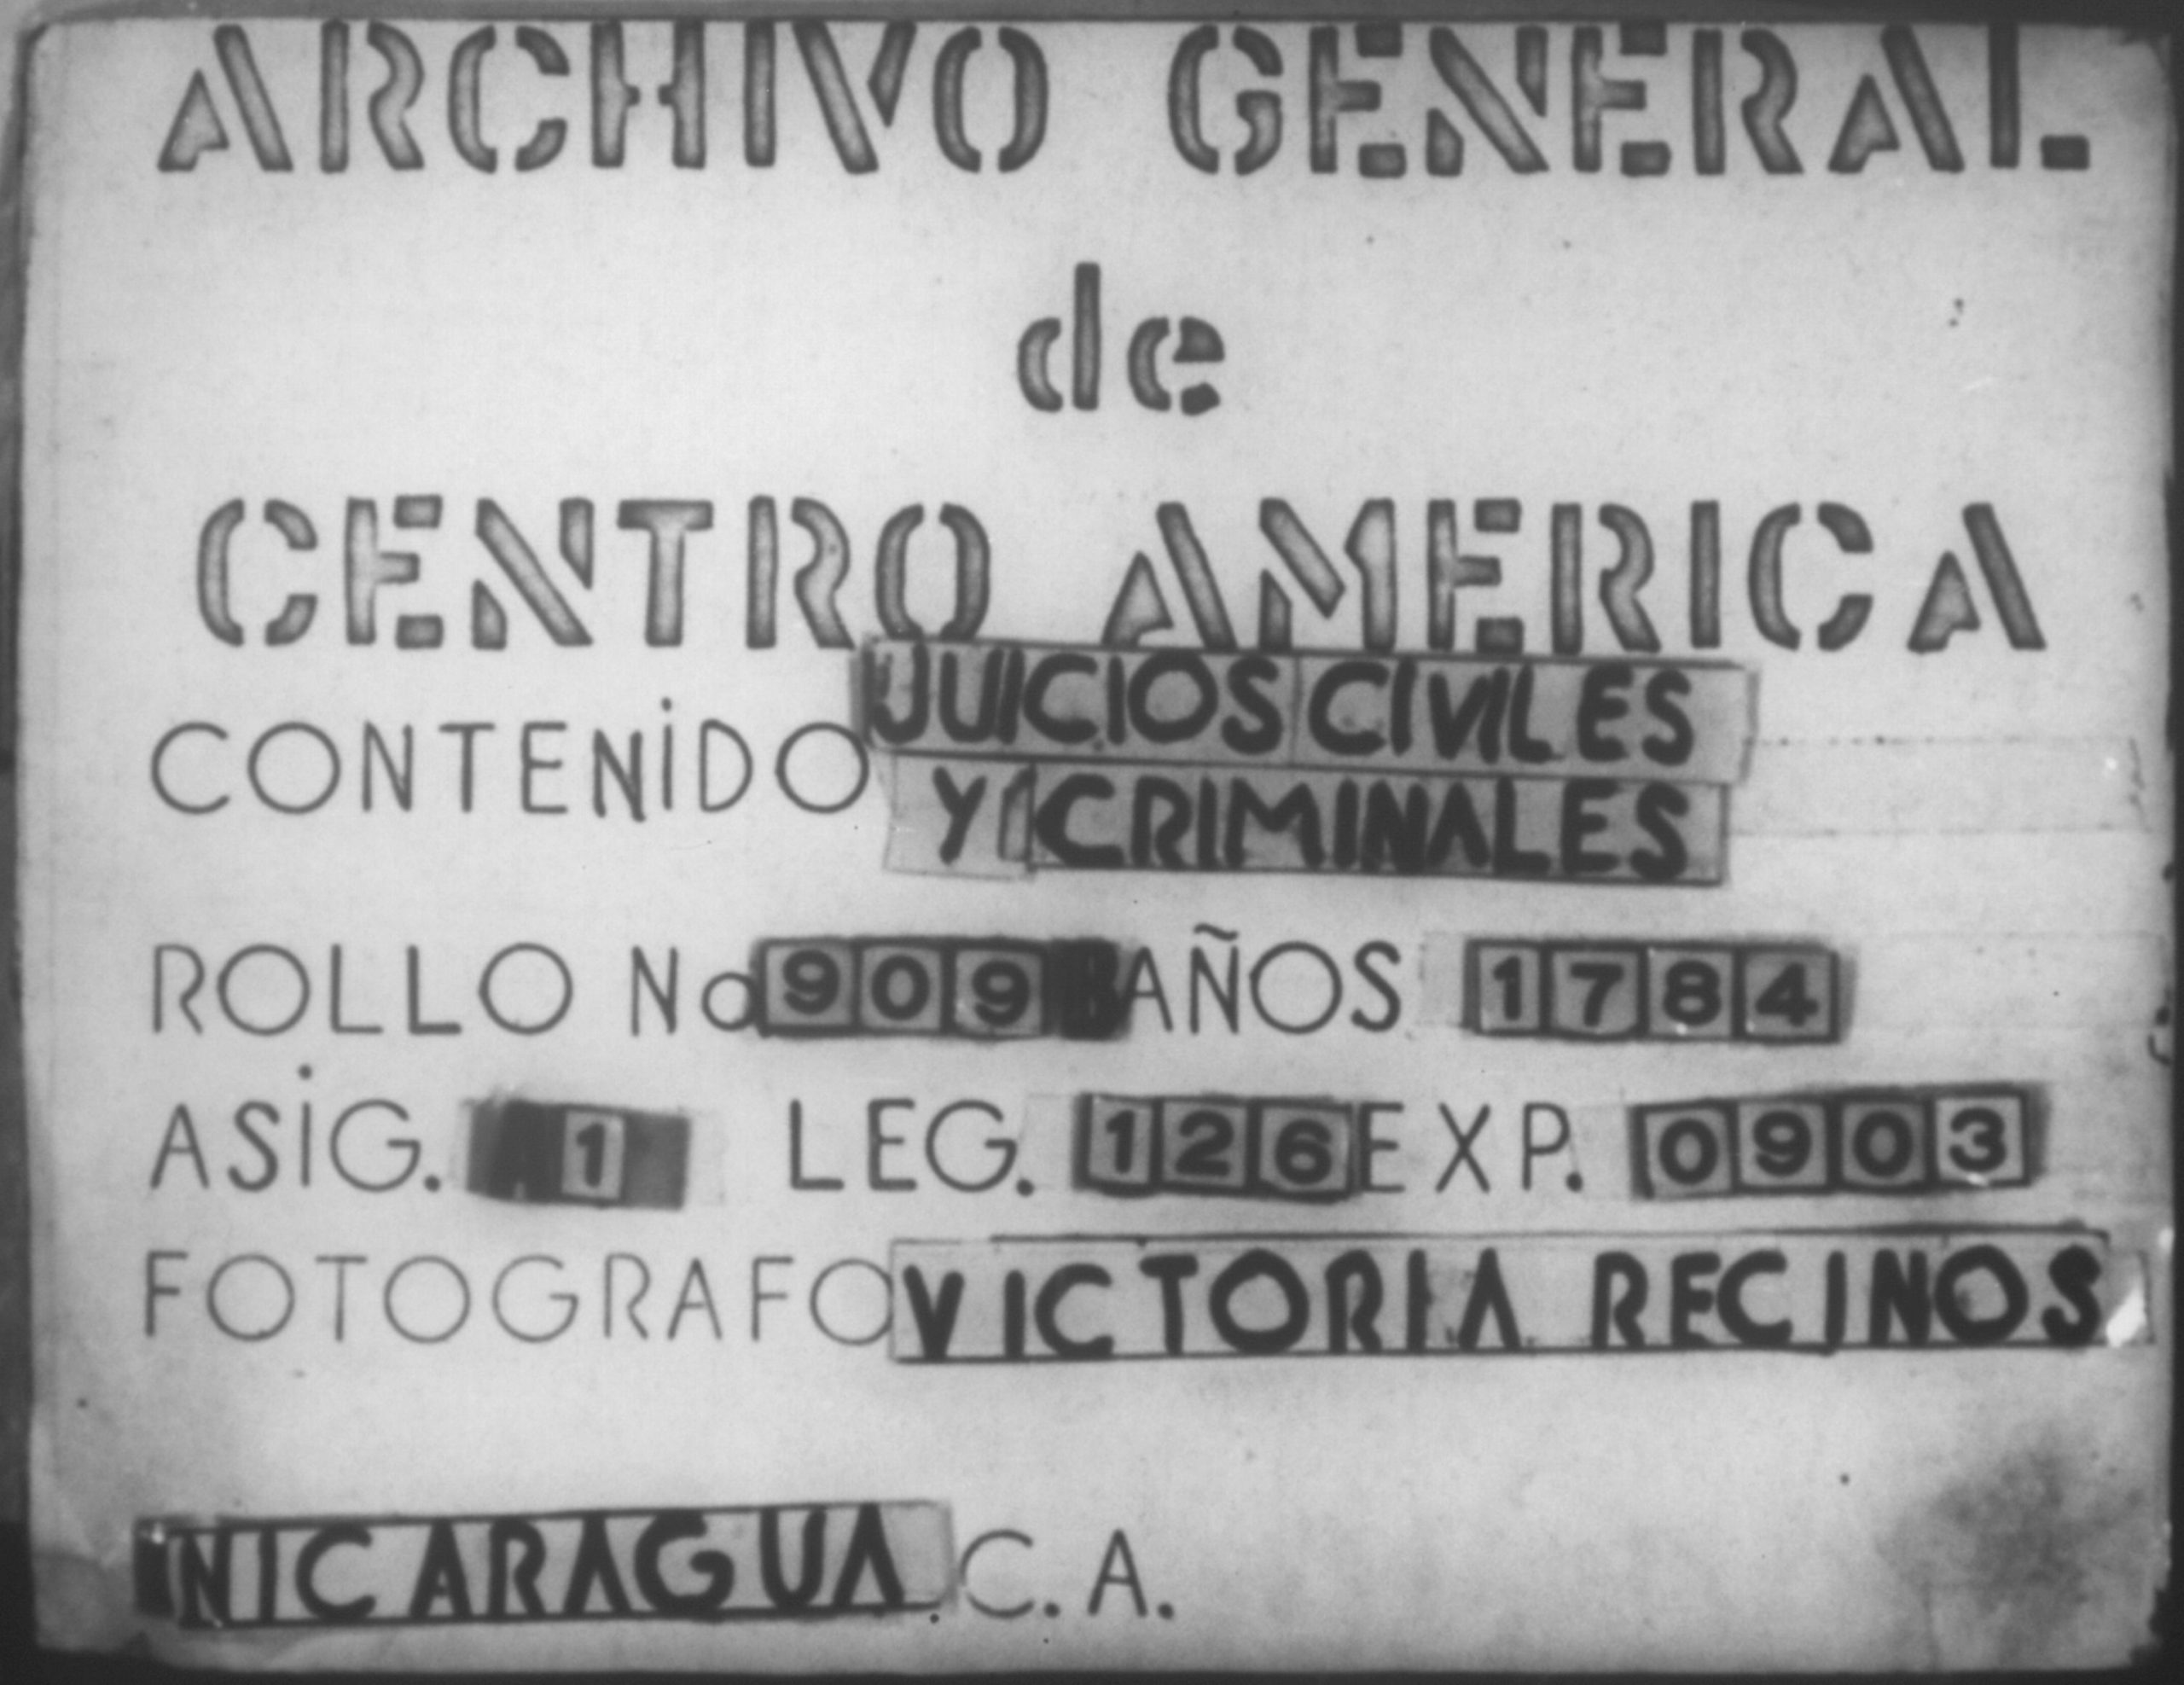 ARCHIVO GENERAL
de
CENTRO AMERICA
CONTENIDO JUICIOS CIVILES
Y CRIMINALES
ROLLO No 909 AÑOS 1784
ASIG. 1 LEG. 126 EXP. 0903
FOTOGRAFO VICTORIA RECINOS
NICARAGUA C.A.